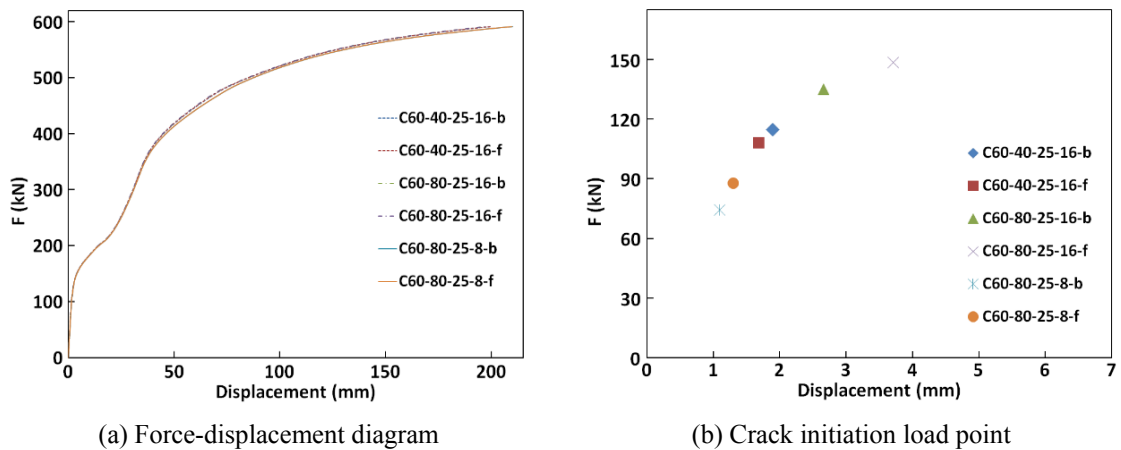 600
500
400
300
200
100
0
F (kN)
0 50 100 150 200
Displacement (mm)
C60-40-25-16-b
C60-40-25-16-f
C60-80-25-16-b
C60-80-25-16-f
C60-80-25-8-b
C60-80-25-8-f
(a) Force-displacement diagram
150
120
90
60
30
0
F (kN)
0 1 2 3 4 5 6 7
Displacement (mm)
C60-40-25-16-b
C60-40-25-16-f
C60-80-25-16-b
C60-80-25-16-f
C60-80-25-8-b
C60-80-25-8-f
(b) Crack initiation load point